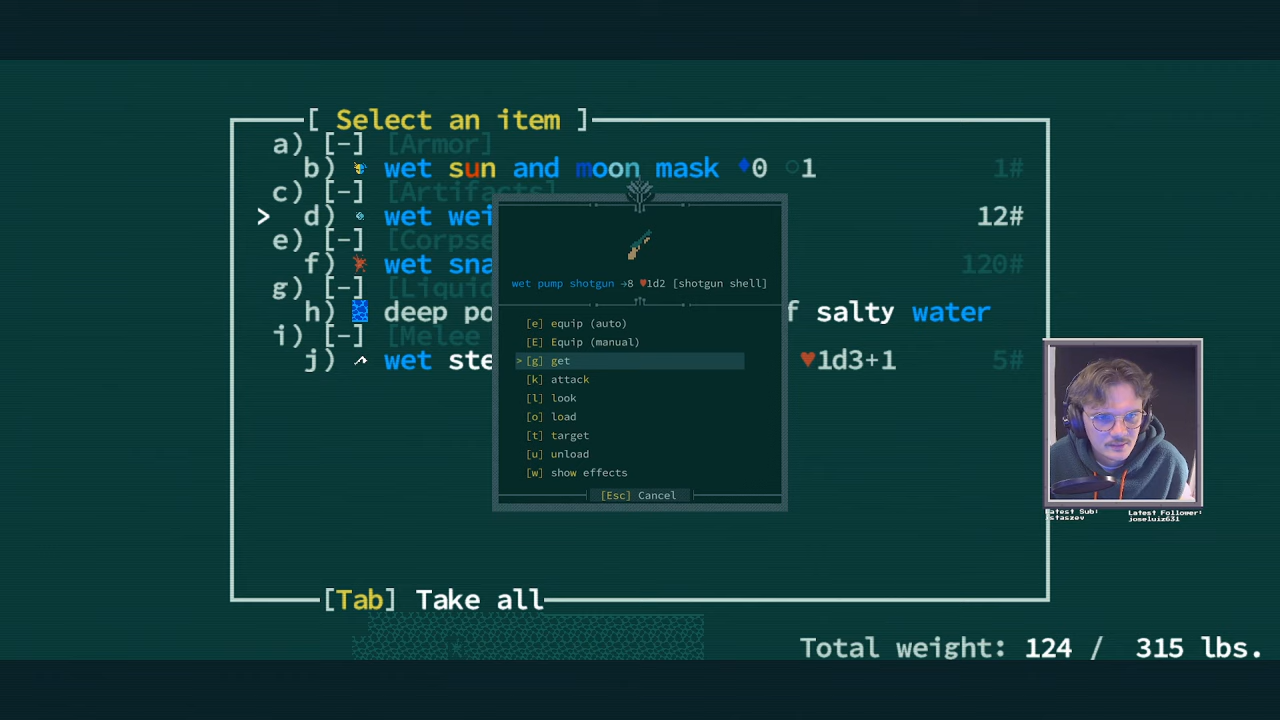 [ Select an item ]
a) [-] [Armor]
b) wet sun and moon mask ♦0 ○1 1#
c) [-] [Artifacts]
> d) wet wei 12#
e) [-] [Corpse
f) wet sna 120#
g) [-] [Liquid
h) deep po f salty water
i) [-] [Melee
j) wet ste ♥1d3+1 5#
wet pump shotgun →8 ♥1d2 [shotgun shell]
[e] equip (auto)
[E] Equip (manual)
>[g] get
[k] attack
[l] look
[o] load
[t] target
[u] unload
[w] show effects
[Esc] Cancel
[Tab] Take all
Total weight: 124 / 315 lbs.
Latest Sub:
Latest Follower:
joseluiz631